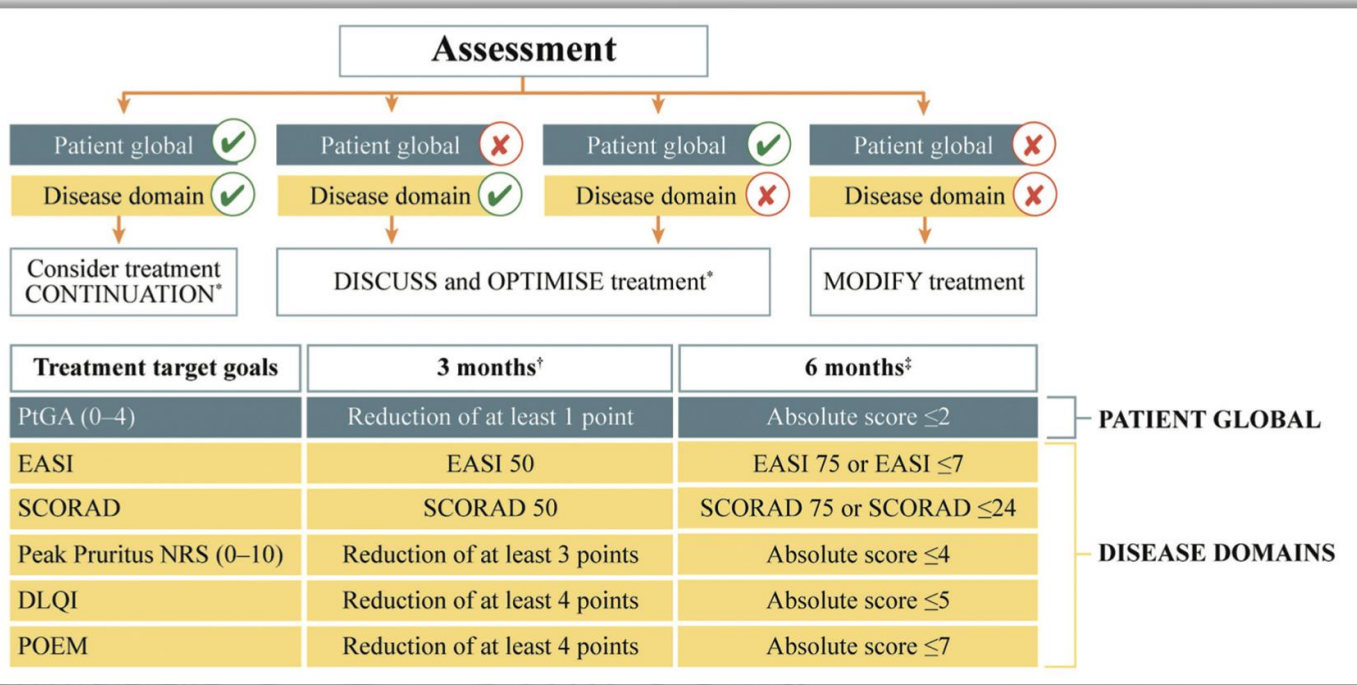 Assessment
Patient global
Disease domain
Patient global
Disease domain
Patient global
Disease domain
Patient global
Disease domain
Consider treatment
CONTINUATION*
DISCUSS and OPTIMISE treatment*
MODIFY treatment
Treatment target goals 3 months† 6 months‡
PtGA (0–4) Reduction of at least 1 point Absolute score ≤2
PATIENT GLOBAL
EASI EASI 50 EASI 75 or EASI ≤7
SCORAD SCORAD 50 SCORAD 75 or SCORAD ≤24
Peak Pruritus NRS (0–10) Reduction of at least 3 points Absolute score ≤4
DISEASE DOMAINS
DLQI Reduction of at least 4 points Absolute score ≤5
POEM Reduction of at least 4 points Absolute score ≤7